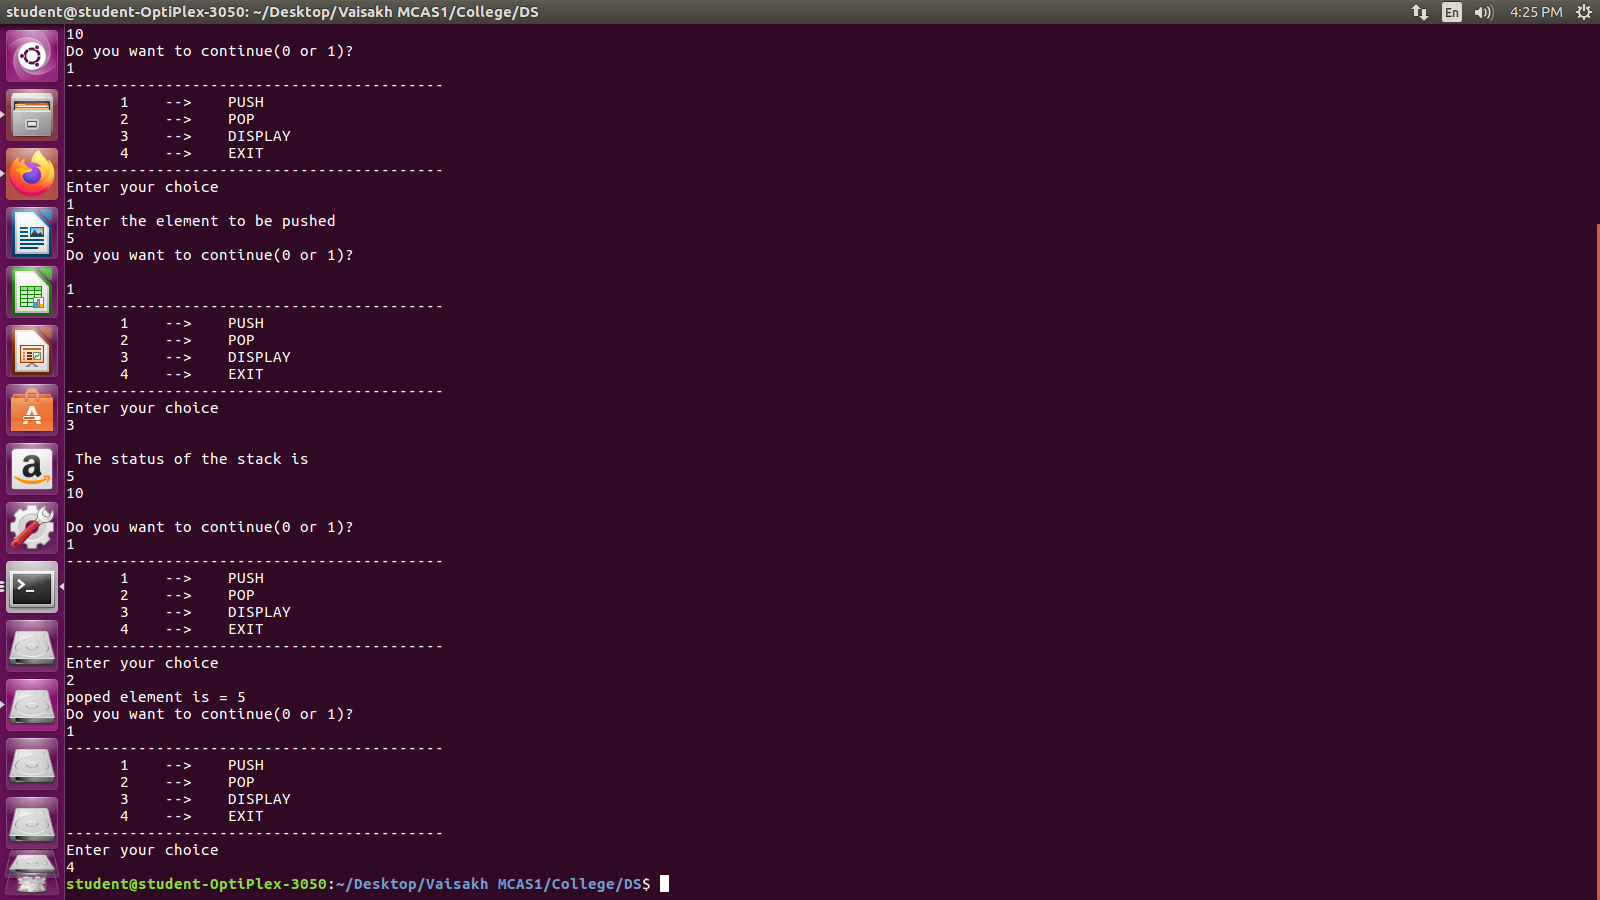 student@student-OptiPlex-3050: ~/Desktop/Vaisakh MCAS1/College/DS En 4:25 PM
10
Do you want to continue(0 or 1)?
1
------------------------------------------
1 --> PUSH
2 --> POP
3 --> DISPLAY
4 --> EXIT
------------------------------------------
Enter your choice
1
Enter the element to be pushed
5
Do you want to continue(0 or 1)?
1
------------------------------------------
1 --> PUSH
2 --> POP
3 --> DISPLAY
4 --> EXIT
------------------------------------------
Enter your choice
3
The status of the stack is
5
10
Do you want to continue(0 or 1)?
1
------------------------------------------
1 --> PUSH
2 --> POP
3 --> DISPLAY
4 --> EXIT
------------------------------------------
Enter your choice
2
poped element is = 5
Do you want to continue(0 or 1)?
1
------------------------------------------
1 --> PUSH
2 --> POP
3 --> DISPLAY
4 --> EXIT
------------------------------------------
Enter your choice
4
student@student-OptiPlex-3050:~/Desktop/Vaisakh MCAS1/College/DS$